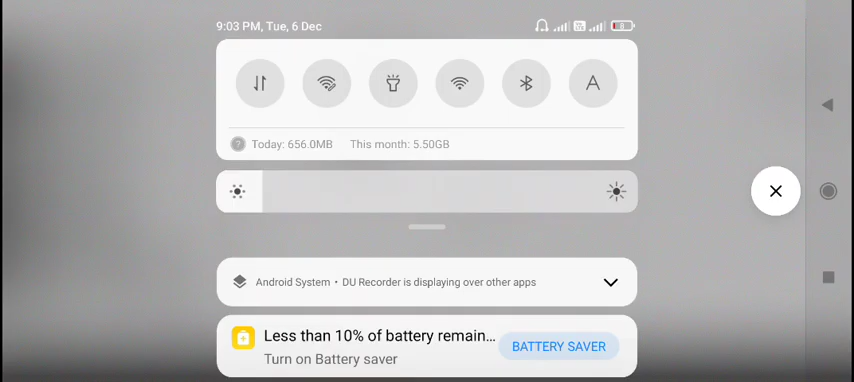 9:03 PM, Tue, 6 Dec
8
A
Today: 656.0MB This month: 5.50GB
Android System • DU Recorder is displaying over other apps
Less than 10% of battery remain...
Turn on Battery saver
BATTERY SAVER